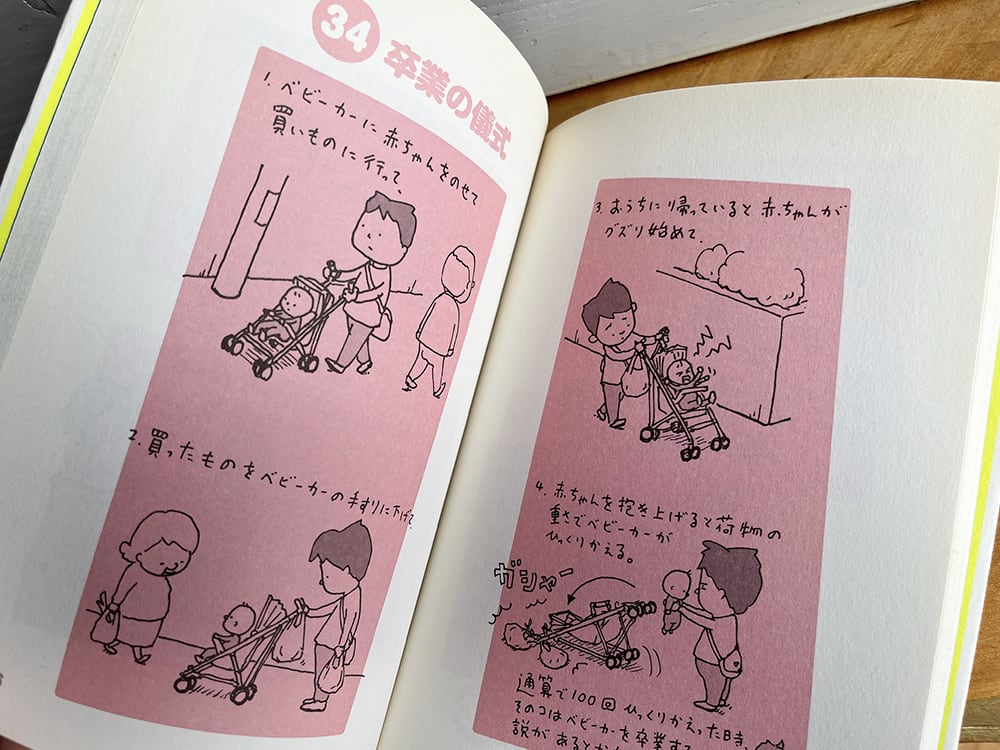 34
卒業の儀式
1. ベビーカーに赤ちゃんをのせて
買いものに行って、
2. 買ったものをベビーカーの手すりに下げて、
3. おうちに帰っていると赤ちゃんが
グズリ始めて、
4. 赤ちゃんを抱き上げると荷物の
重さでベビーカーが
ひっくりかえる。
ガシャー
通算で100回ひっくりかえった時、
そのコはベビーカーを卒業する
説があるとか